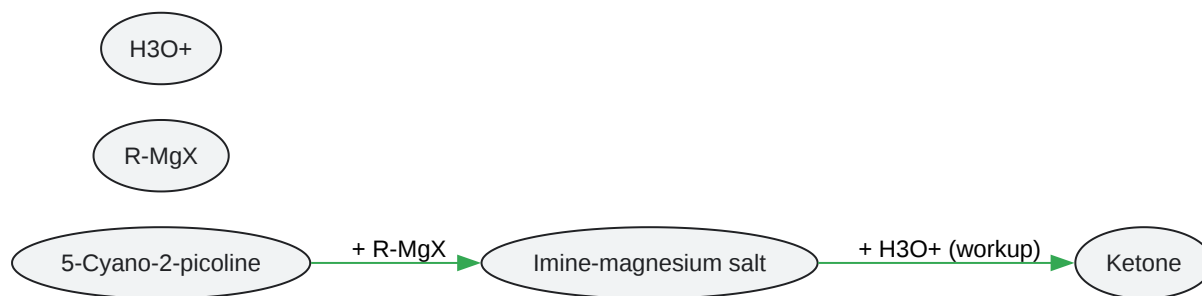 H3O+
R-MgX
5-Cyano-2-picoline
+ R-MgX
Imine-magnesium salt
+ H3O+ (workup)
Ketone